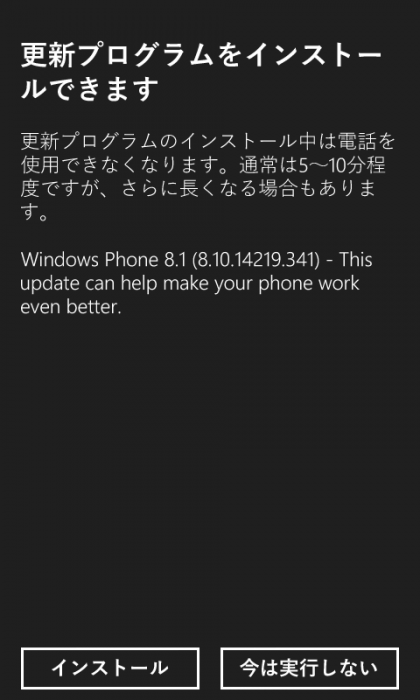 更新プログラムをインストー
ルできます
更新プログラムのインストール中は電話を
使用できなくなります。通常は5～10分程
度ですが、さらに長くなる場合もありま
す。
Windows Phone 8.1 (8.10.14219.341) - This
update can help make your phone work
even better.
インストール
今は実行しない